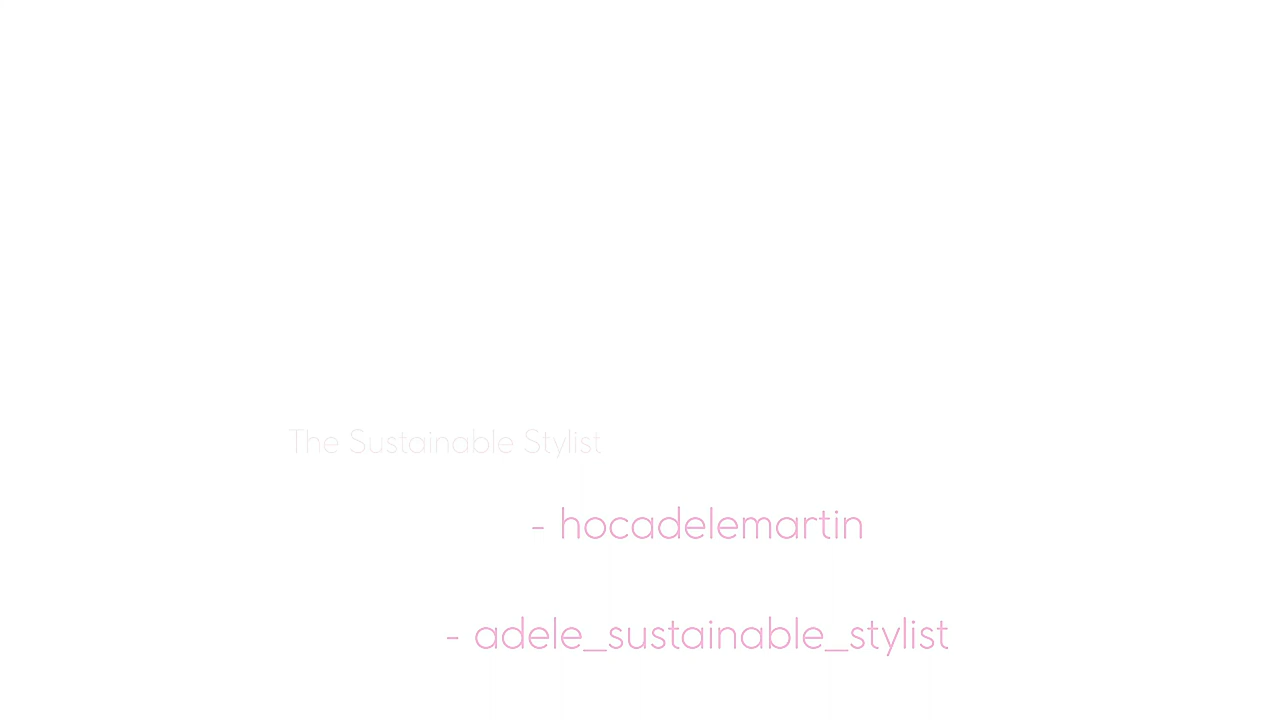 The Sustainable Stylist
- hocadelemartin
- adele_sustainable_stylist